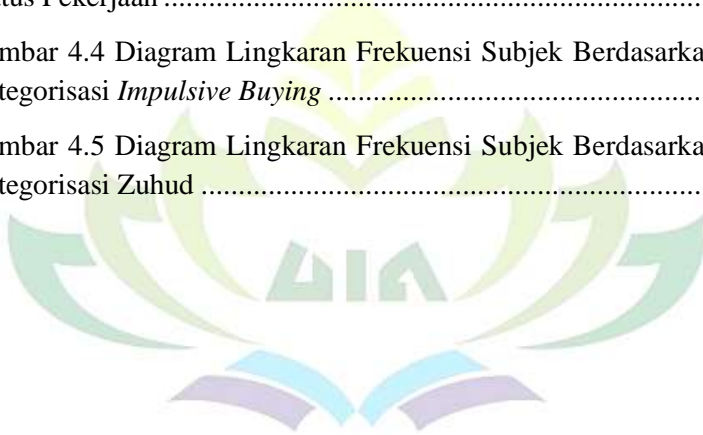 tus Pekerjaan ....................................................................................
mbar 4.4 Diagram Lingkaran Frekuensi Subjek Berdasarka
tegorisasi Impulsive Buying ..........................................................
mbar 4.5 Diagram Lingkaran Frekuensi Subjek Berdasarka
tegorisasi Zuhud ..............................................................................
UIN